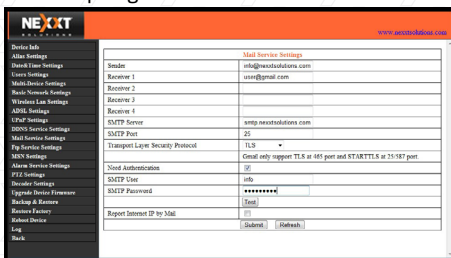 NEXXT
SOLUTIONS
www.nexxtsolutions.com
Device Info
Alias Settings
Date&Time Settings
Users Settings
Multi-Device Settings
Basic Network Settings
Wireless Lan Settings
ADSL Settings
UPnP Settings
DDNS Service Settings
Mail Service Settings
Ftp Service Settings
MSN Settings
Alarm Service Settings
PTZ Settings
Decoder Settings
Upgrade Device Firmware
Backup & Restore
Restore Factory
Reboot Device
Log
Back
Mail Service Settings
Sender info@nexxtsolutions.com
Receiver 1 user@gmail.com
Receiver 2
Receiver 3
Receiver 4
SMTP Server smtp.nexxtsolutions.com
SMTP Port 25
Transport Layer Security Protocol TLS
Gmail only support TLS at 465 port and STARTTLS at 25/587 port.
Need Authentication
SMTP User info
SMTP Password •••••••••
Test
Report Internet IP by Mail
Submit Refresh